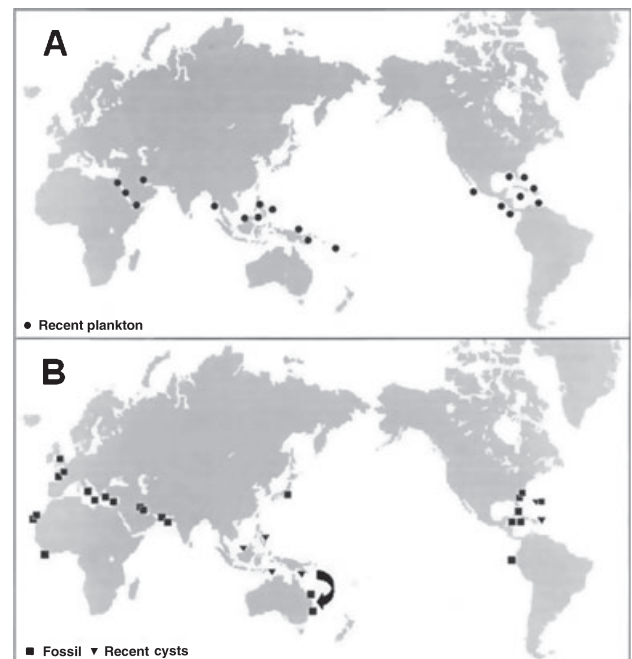 A
● Recent plankton
B
■ Fossil ▼ Recent cysts